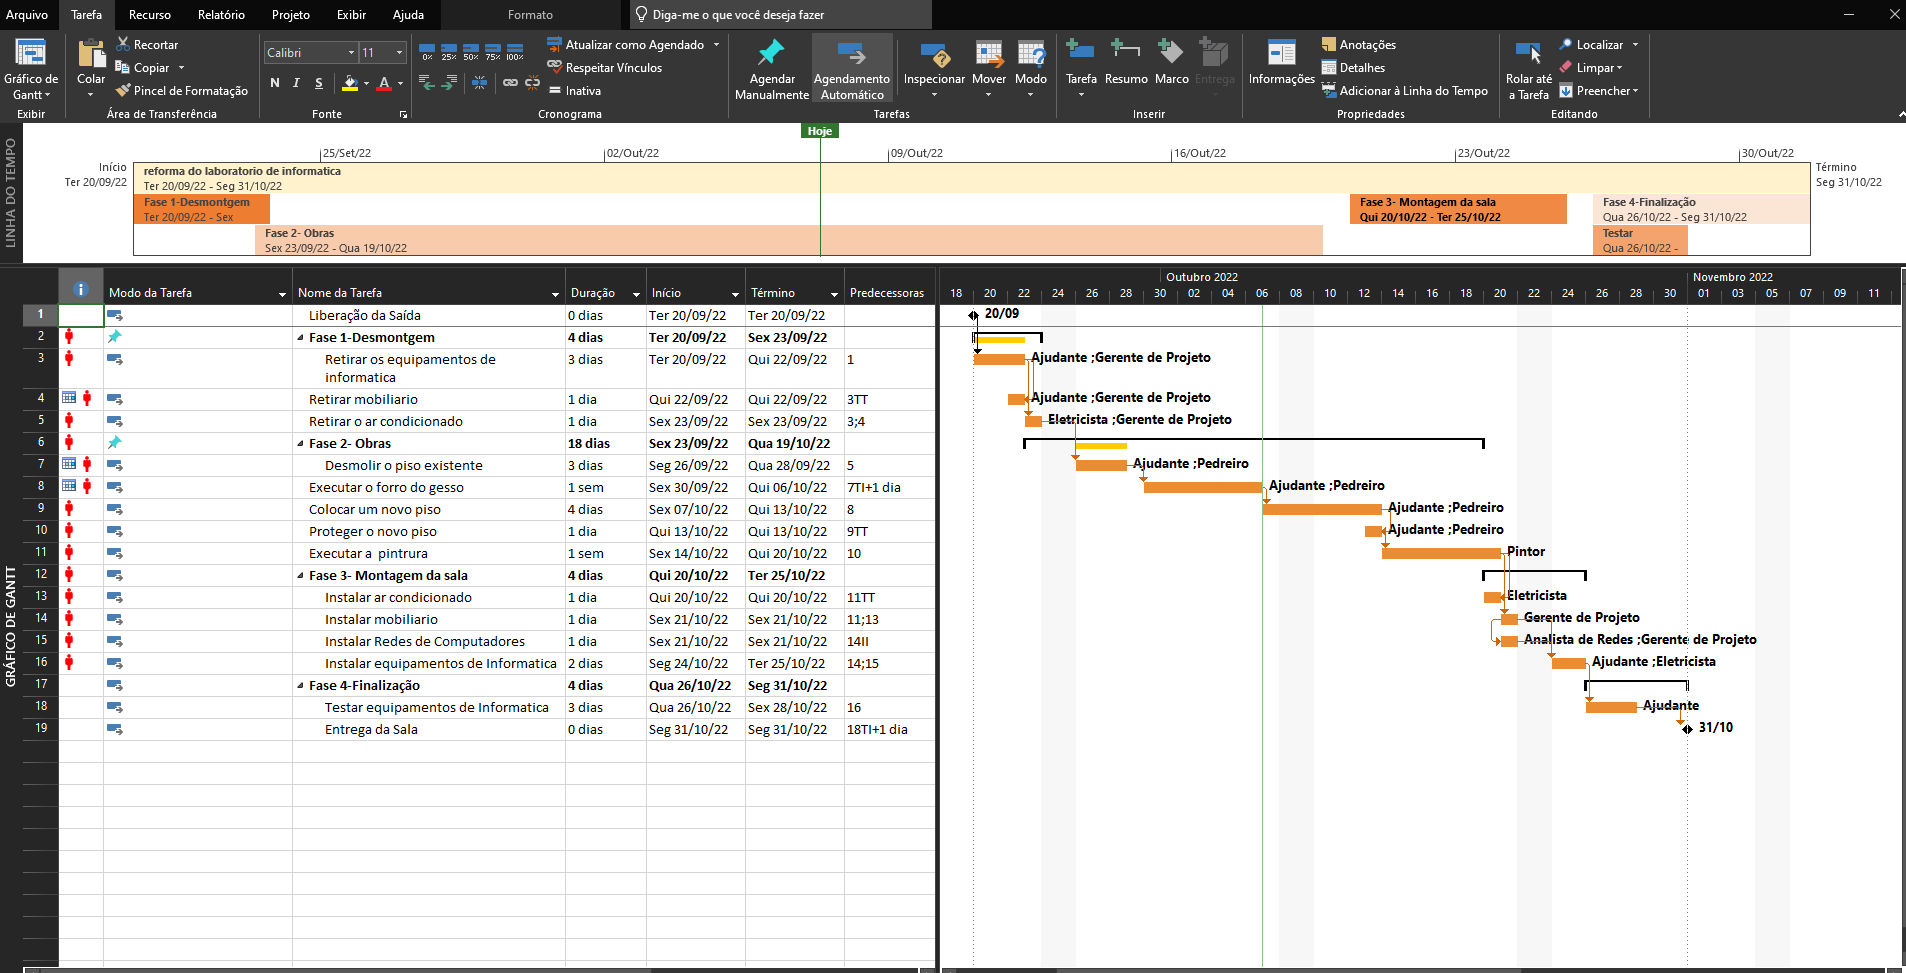 Arquivo Tarefa Recurso Relatório Projeto Exibir Ajuda Formato Diga-me o que você deseja fazer
Gráfico de Gantt
Exibir
Colar
Recortar
Copiar
Pincel de Formatação
Área de Transferência
Calibri 11
N I S A
Fonte
0% 25% 50% 75% 100%
Atualizar como Agendado
Respeitar Vínculos
Inativa
Cronograma
Agendar Manualmente
Agendamento Automático
Inspecionar Mover Modo
Tarefas
Tarefa Resumo Marco Entrega
Inserir
Informações
Anotações
Detalhes
Adicionar à Linha do Tempo
Propriedades
Rolar até a Tarefa
Localizar
Limpar
Preencher
Editando
LINHA DO TEMPO
Hoje
25/Set/22 02/Out/22 09/Out/22 16/Out/22 23/Out/22 30/Out/22
Início
Ter 20/09/22
Término
Seg 31/10/22
reforma do laboratorio de informatica
Ter 20/09/22 - Seg 31/10/22
Fase 1-Desmontgem
Ter 20/09/22 - Sex
Fase 3- Montagem da sala
Qui 20/10/22 - Ter 25/10/22
Fase 4-Finalização
Qua 26/10/22 - Seg 31/10/22
Fase 2- Obras
Sex 23/09/22 - Qua 19/10/22
Testar
Qua 26/10/22 -
GRÁFICO DE GANTT
Modo da Tarefa Nome da Tarefa Duração Início Término Predecessoras
1 Liberação da Saída 0 dias Ter 20/09/22 Ter 20/09/22
2 Fase 1-Desmontgem 4 dias Ter 20/09/22 Sex 23/09/22
3 Retirar os equipamentos de informatica 3 dias Ter 20/09/22 Qui 22/09/22 1
4 Retirar mobiliario 1 dia Qui 22/09/22 Qui 22/09/22 3TT
5 Retirar o ar condicionado 1 dia Sex 23/09/22 Sex 23/09/22 3;4
6 Fase 2- Obras 18 dias Sex 23/09/22 Qua 19/10/22
7 Desmolir o piso existente 3 dias Seg 26/09/22 Qua 28/09/22 5
8 Executar o forro do gesso 1 sem Sex 30/09/22 Qui 06/10/22 7TI+1 dia
9 Colocar um novo piso 4 dias Sex 07/10/22 Qui 13/10/22 8
10 Proteger o novo piso 1 dia Qui 13/10/22 Qui 13/10/22 9TT
11 Executar a pintrura 1 sem Sex 14/10/22 Qui 20/10/22 10
12 Fase 3- Montagem da sala 4 dias Qui 20/10/22 Ter 25/10/22
13 Instalar ar condicionado 1 dia Qui 20/10/22 Qui 20/10/22 11TT
14 Instalar mobiliario 1 dia Sex 21/10/22 Sex 21/10/22 11;13
15 Instalar Redes de Computadores 1 dia Sex 21/10/22 Sex 21/10/22 14II
16 Instalar equipamentos de Informatica 2 dias Seg 24/10/22 Ter 25/10/22 14;15
17 Fase 4-Finalização 4 dias Qua 26/10/22 Seg 31/10/22
18 Testar equipamentos de Informatica 3 dias Qua 26/10/22 Sex 28/10/22 16
19 Entrega da Sala 0 dias Seg 31/10/22 Seg 31/10/22 18TI+1 dia
Outubro 2022 Novembro 2022
18 20 22 24 26 28 30 02 04 06 08 10 12 14 16 18 20 22 24 26 28 30 01 03 05 07 09 11
20/09
Ajudante ;Gerente de Projeto
Ajudante ;Gerente de Projeto
Eletricista ;Gerente de Projeto
Ajudante ;Pedreiro
Ajudante ;Pedreiro
Ajudante ;Pedreiro
Ajudante ;Pedreiro
Pintor
Eletricista
Gerente de Projeto
Analista de Redes ;Gerente de Projeto
Ajudante ;Eletricista
Ajudante
31/10